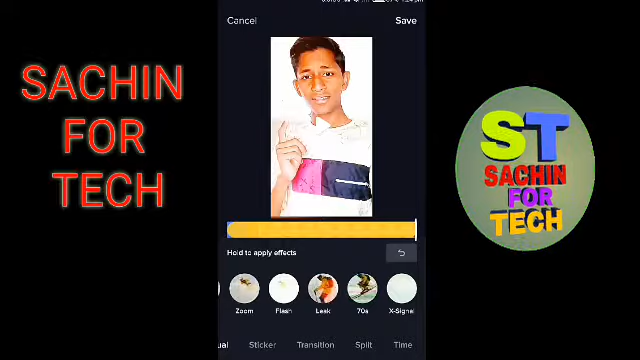 Cancel
Save
SACHIN
FOR
TECH
ST
SACHIN
FOR
TECH
Hold to apply effects
Zoom
Flash
Leak
70s
X-Signal
Sticker
Transition
Split
Time